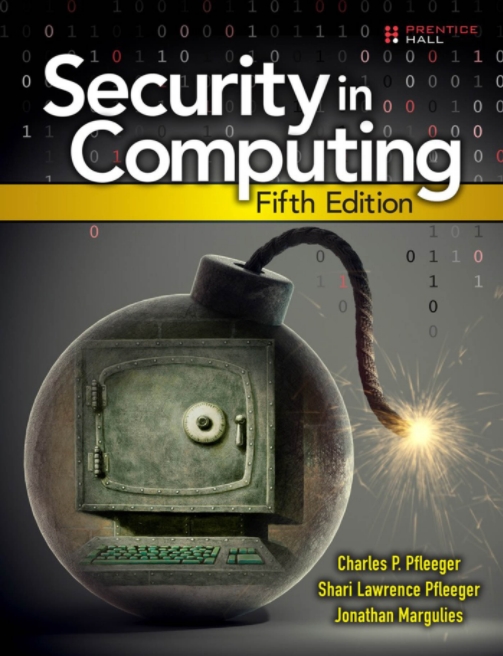 PRENTICE
HALL
Security in
Computing
Fifth Edition
Charles P. Pfleeger
Shari Lawrence Pfleeger
Jonathan Margulies